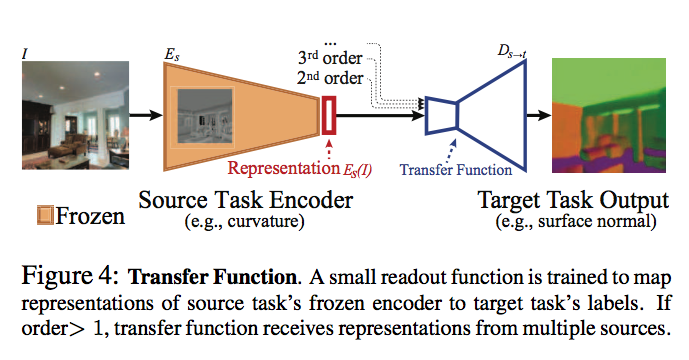 I
E_s
...
3rd order
2nd order
D_{s→t}
Representation E_s(I)
Transfer Function
Source Task Encoder
(e.g., curvature)
Target Task Output
(e.g., surface normal)
Frozen
Figure 4: Transfer Function. A small readout function is trained to map
representations of source task's frozen encoder to target task's labels. If
order> 1, transfer function receives representations from multiple sources.